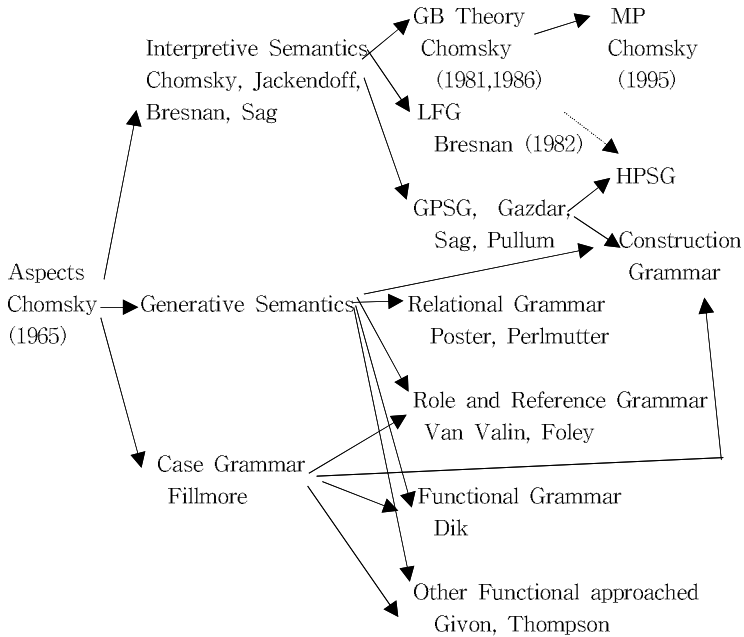 GB Theory
Chomsky
(1981,1986)
MP
Chomsky
(1995)
Interpretive Semantics
Chomsky, Jackendoff,
Bresnan, Sag
LFG
Bresnan (1982)
HPSG
GPSG, Gazdar,
Sag, Pullum
Construction
Grammar
Aspects
Chomsky
(1965)
Generative Semantics
Relational Grammar
Poster, Perlmutter
Role and Reference Grammar
Van Valin, Foley
Case Grammar
Fillmore
Functional Grammar
Dik
Other Functional approached
Givon, Thompson